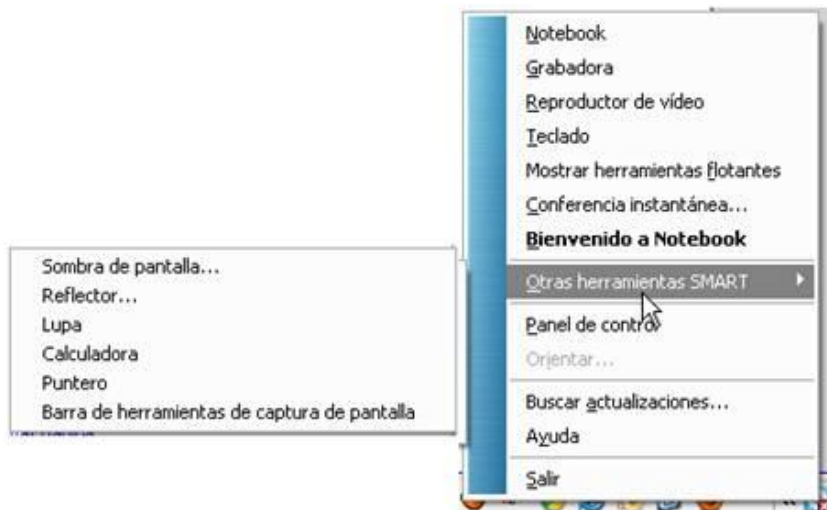 Notebook
Grabadora
Reproductor de vídeo
Teclado
Mostrar herramientas flotantes
Conferencia instantánea...
Bienvenido a Notebook
Otras herramientas SMART
Panel de control
Orientar...
Buscar actualizaciones...
Ayuda
Salir
Sombra de pantalla...
Reflector...
Lupa
Calculadora
Puntero
Barra de herramientas de captura de pantalla